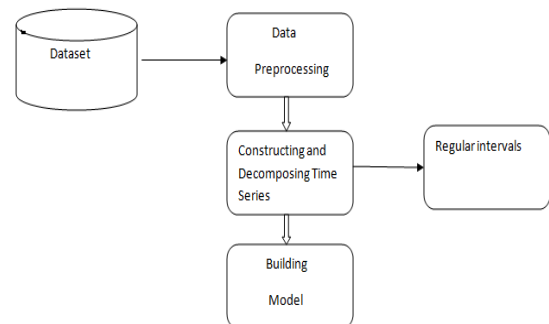 Dataset
Data
Preprocessing
Constructing and
Decomposing Time
Series
Regular intervals
Building
Model